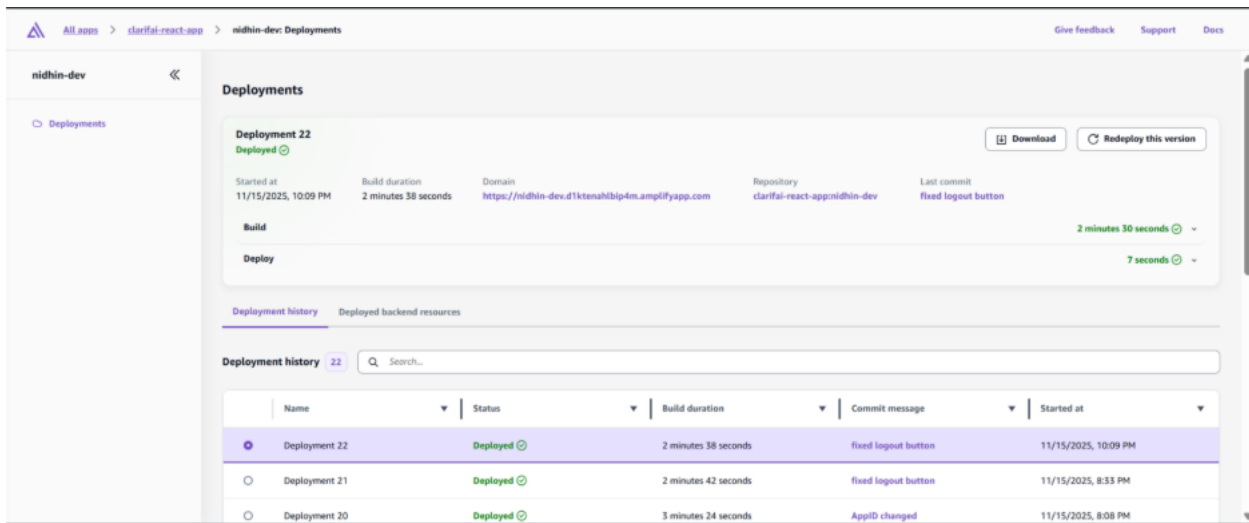 All apps > clarifai-react-app > nidhin-dev: Deployments
Give feedback Support Docs
nidhin-dev
Deployments
Deployments
Deployment 22
Deployed
Download
Redeploy this version
Started at Build duration Domain Repository Last commit
11/15/2025, 10:09 PM 2 minutes 38 seconds https://nidhin-dev.d1ktenahlbip4m.amplifyapp.com clarifai-react-app:nidhin-dev fixed logout button
Build 2 minutes 30 seconds
Deploy 7 seconds
Deployment history Deployed backend resources
Deployment history 22 Search...
Name Status Build duration Commit message Started at
Deployment 22 Deployed 2 minutes 38 seconds fixed logout button 11/15/2025, 10:09 PM
Deployment 21 Deployed 2 minutes 42 seconds fixed logout button 11/15/2025, 8:33 PM
Deployment 20 Deployed 3 minutes 24 seconds AppID changed 11/15/2025, 8:08 PM